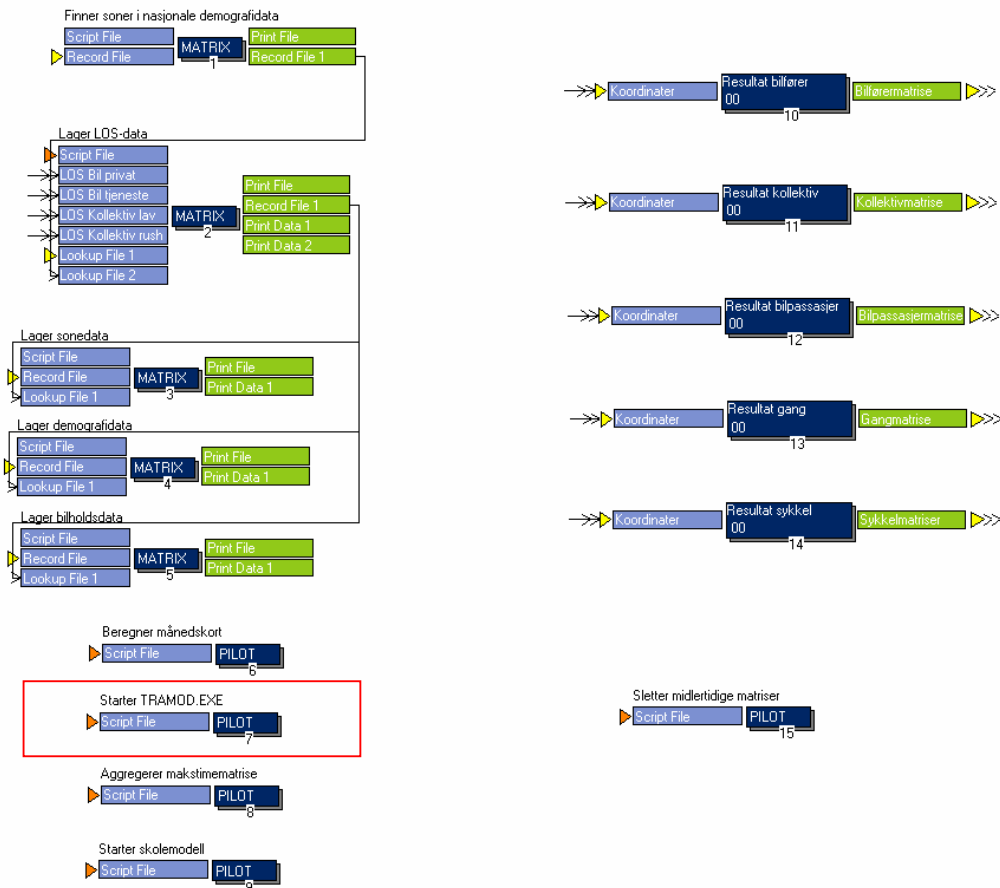 Finner soner i nasjonale demografidata
Script File
Record File
MATRIX
1
Print File
Record File 1
Lager LOS-data
Script File
LOS Bil privat
LOS Bil tjeneste
LOS Kollektiv lav
LOS Kollektiv rush
Lookup File 1
Lookup File 2
MATRIX
2
Print File
Record File 1
Print Data 1
Print Data 2
Lager sonedata
Script File
Record File
Lookup File 1
MATRIX
3
Print File
Print Data 1
Lager demografidata
Script File
Record File
Lookup File 1
MATRIX
4
Print File
Print Data 1
Lager bilholdsdata
Script File
Record File
Lookup File 1
MATRIX
5
Print File
Print Data 1
Beregner månedskort
Script File
PILOT
6
Starter TRAMOD.EXE
Script File
PILOT
7
Aggregerer makstimematrise
Script File
PILOT
8
Starter skolemodell
Script File
PILOT
9
Koordinater
Resultat bilfører
00
10
Bilførermatrise
Koordinater
Resultat kollektiv
00
11
Kollektivmatrise
Koordinater
Resultat bilpassasjer
00
12
Bilpassasjermatrise
Koordinater
Resultat gang
00
13
Gangmatrise
Koordinater
Resultat sykkel
00
14
Sykkelmatriser
Sletter midlertidige matriser
Script File
PILOT
15